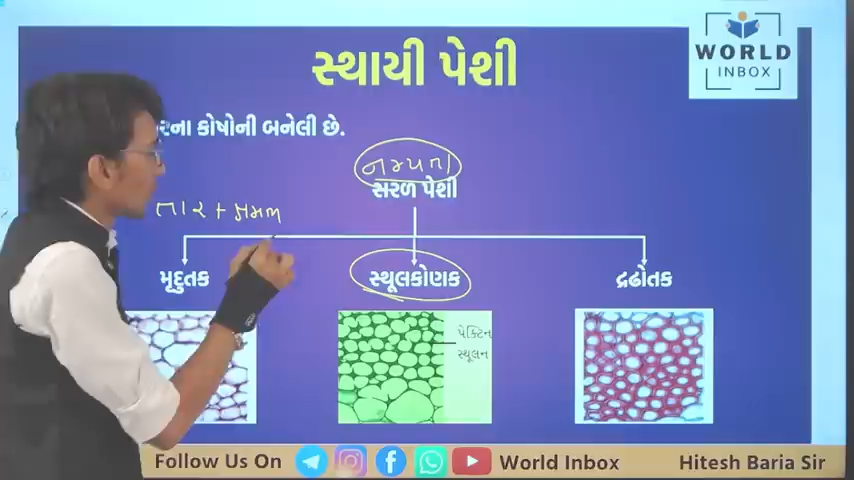 WORLD
INBOX
સ્થાયી પેશી
કોષોની બનેલી છે.
નમ્યતા
સરળ પેશી
તાર + કમળ
મૃદુતક
સ્થૂલકોણક
દ્રઢોતક
પેક્ટિન
સ્થૂલન
Follow Us On
World Inbox
Hitesh Baria Sir